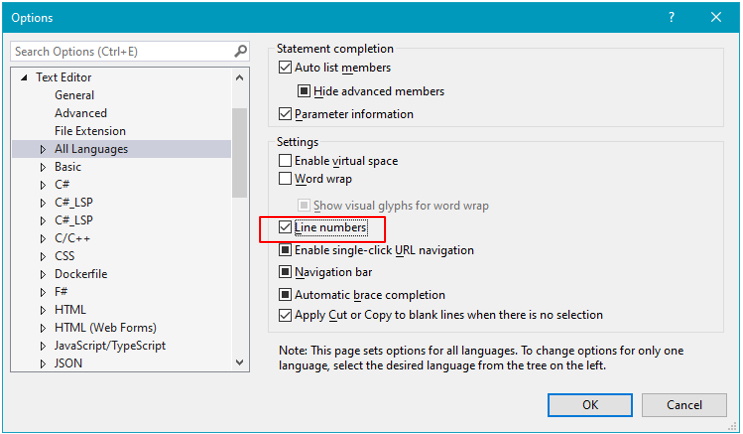 Options
?
Search Options (Ctrl+E)
Text Editor
General
Advanced
File Extension
All Languages
Basic
C#
C#_LSP
C#_LSP
C/C++
CSS
Dockerfile
F#
HTML
HTML (Web Forms)
JavaScript/TypeScript
JSON
Statement completion
Auto list members
Hide advanced members
Parameter information
Settings
Enable virtual space
Word wrap
Show visual glyphs for word wrap
Line numbers
Enable single-click URL navigation
Navigation bar
Automatic brace completion
Apply Cut or Copy to blank lines when there is no selection
Note: This page sets options for all languages. To change options for only one
language, select the desired language from the tree on the left.
OK
Cancel